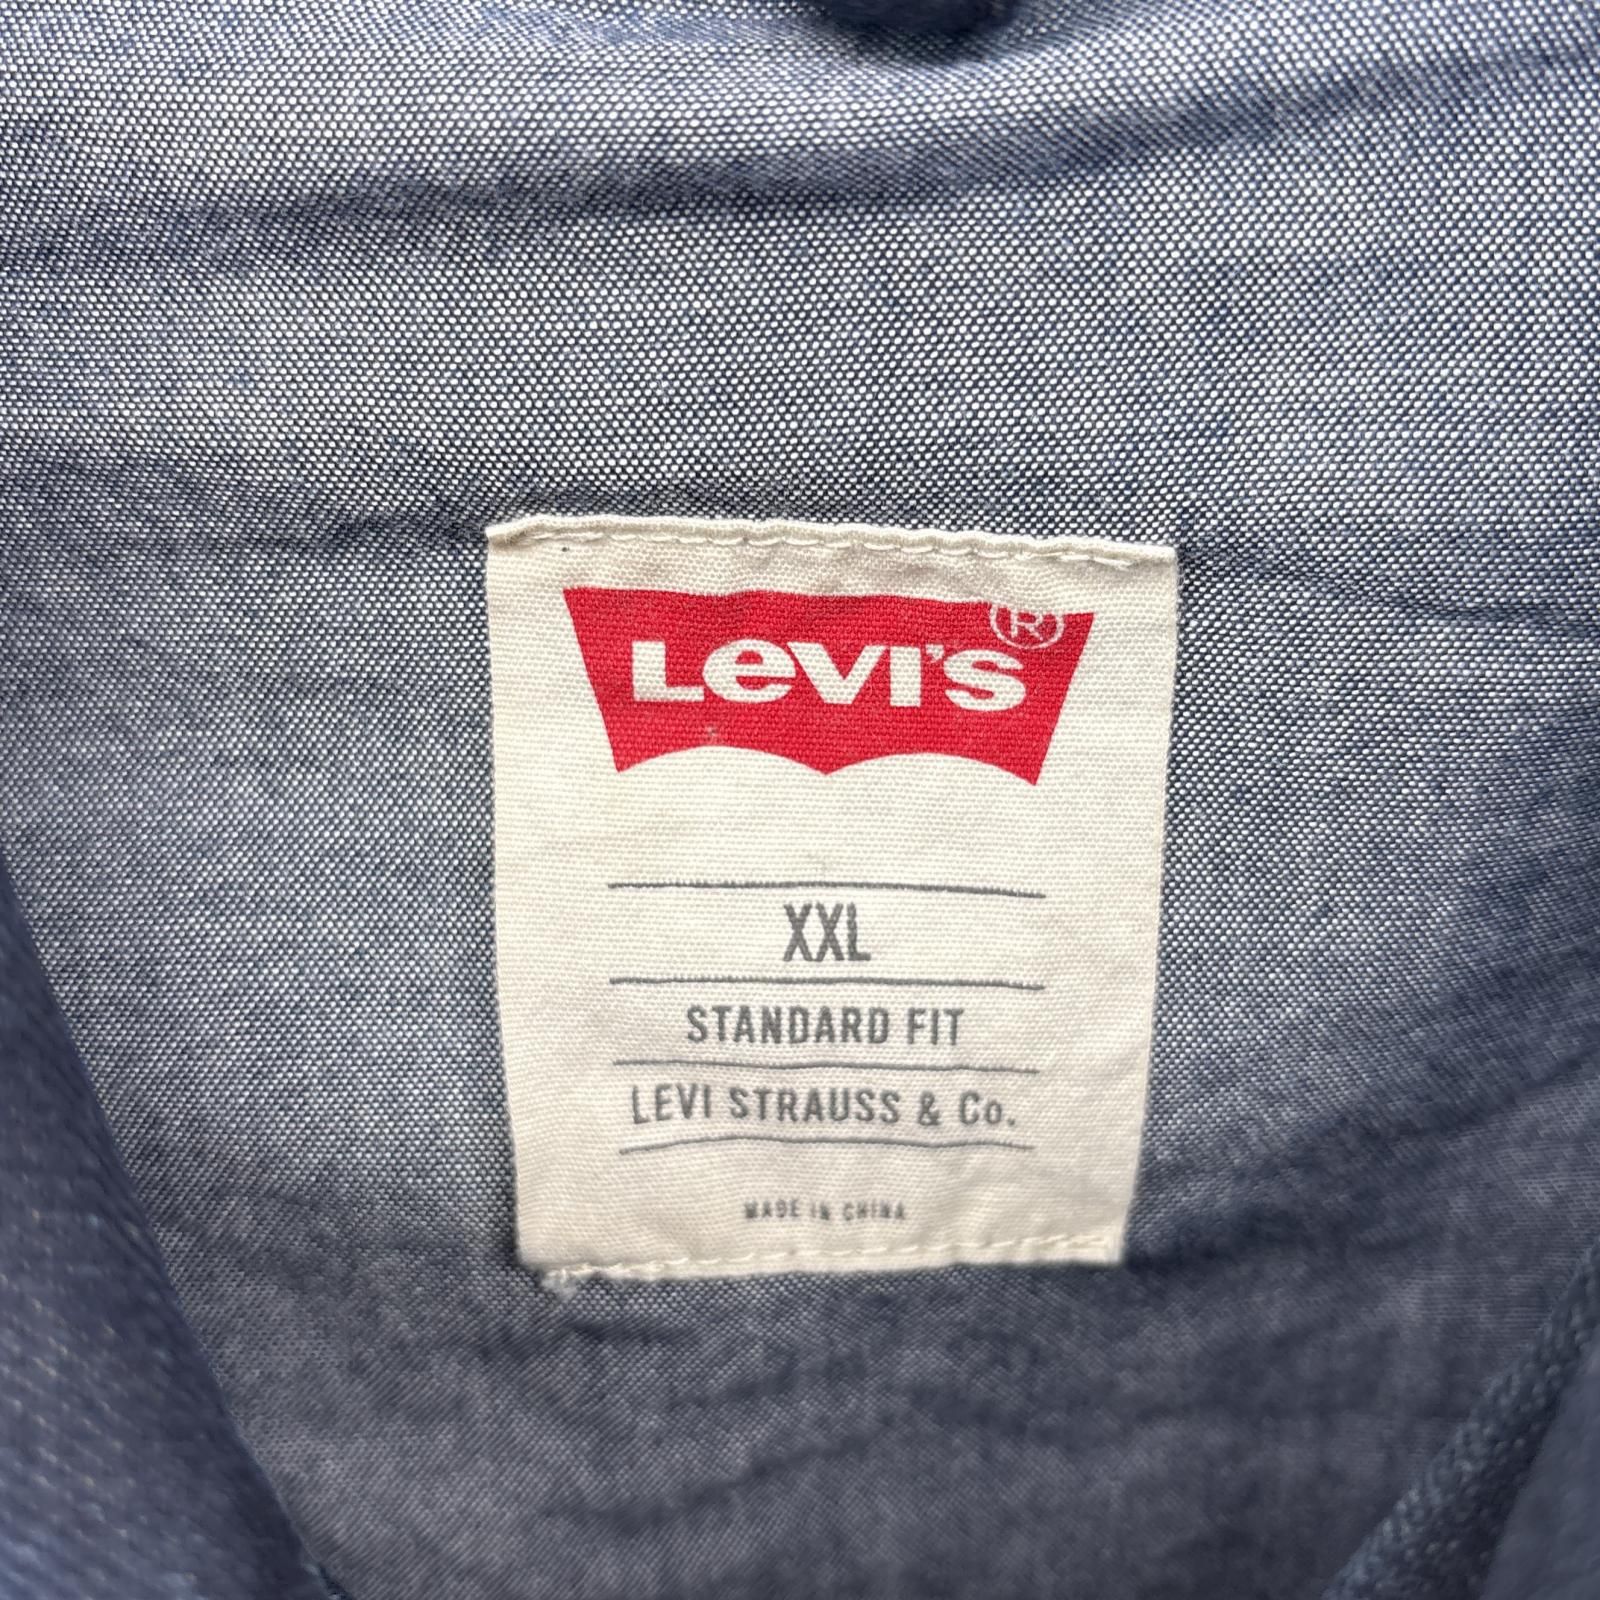 Levi's®
XXL
STANDARD FIT
LEVI STRAUSS & Co.
MADE IN CHINA